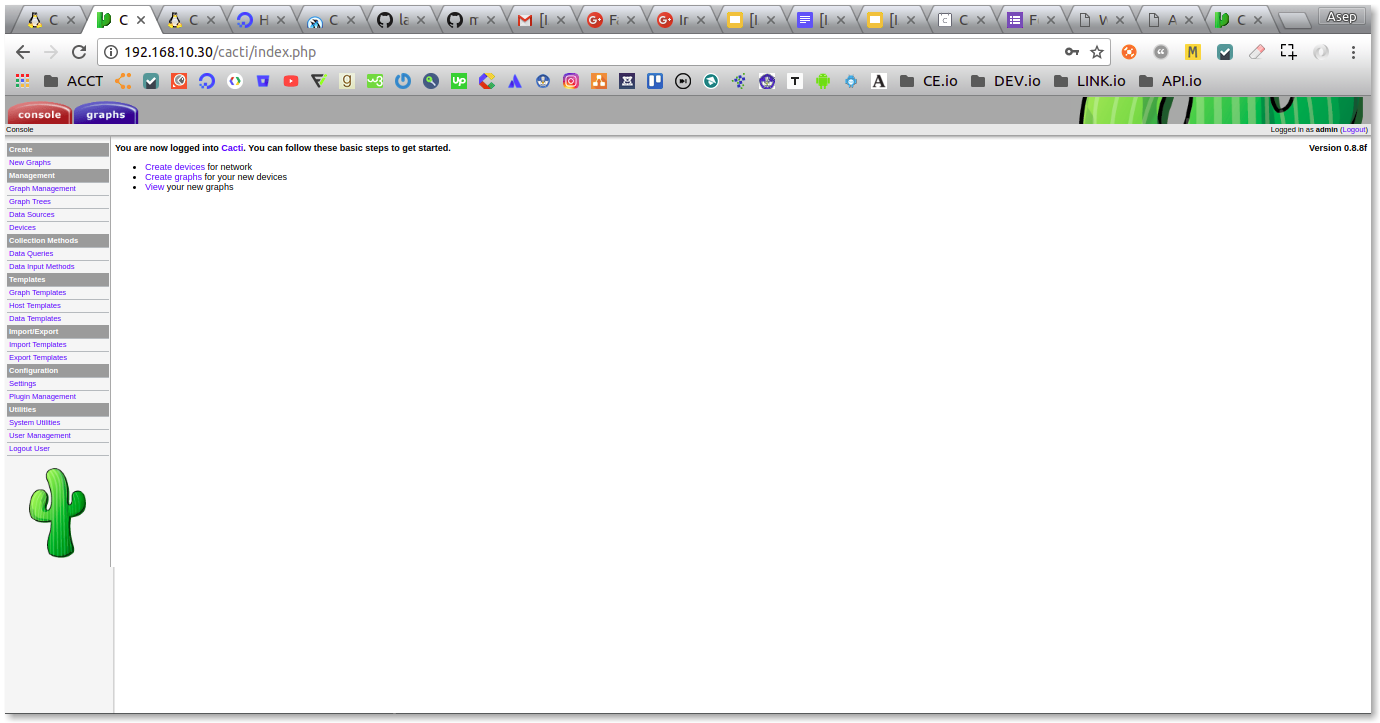 C
C
C
H
C
la
m
[I
Fa
In
[I
[I
[I
C
F
V
A
C
Asep
192.168.10.30/cacti/index.php
ACCT
CE.io
DEV.io
LINK.io
API.io
console
graphs
Console
Logged in as admin (Logout)
Create
New Graphs
Management
Graph Management
Graph Trees
Data Sources
Devices
Collection Methods
Data Queries
Data Input Methods
Templates
Graph Templates
Host Templates
Data Templates
Import/Export
Import Templates
Export Templates
Configuration
Settings
Plugin Management
Utilities
System Utilities
User Management
Logout User
You are now logged into Cacti. You can follow these basic steps to get started.
Version 0.8.8f
Create devices for network
Create graphs for your new devices
View your new graphs